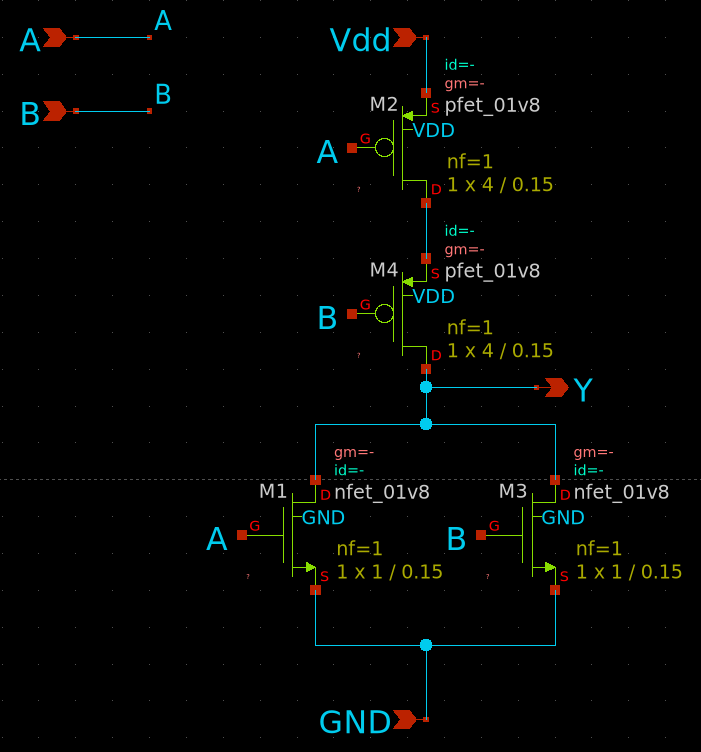 A
A
B
B
Vdd
id=-
gm=-
M2
S
pfet_01v8
VDD
G
A
nf=1
1 x 4 / 0.15
?
D
id=-
gm=-
M4
S
pfet_01v8
VDD
G
B
nf=1
1 x 4 / 0.15
?
D
Y
gm=-
id=-
M1
D
nfet_01v8
GND
G
A
nf=1
1 x 1 / 0.15
?
S
gm=-
id=-
M3
D
nfet_01v8
GND
G
B
nf=1
1 x 1 / 0.15
?
S
GND